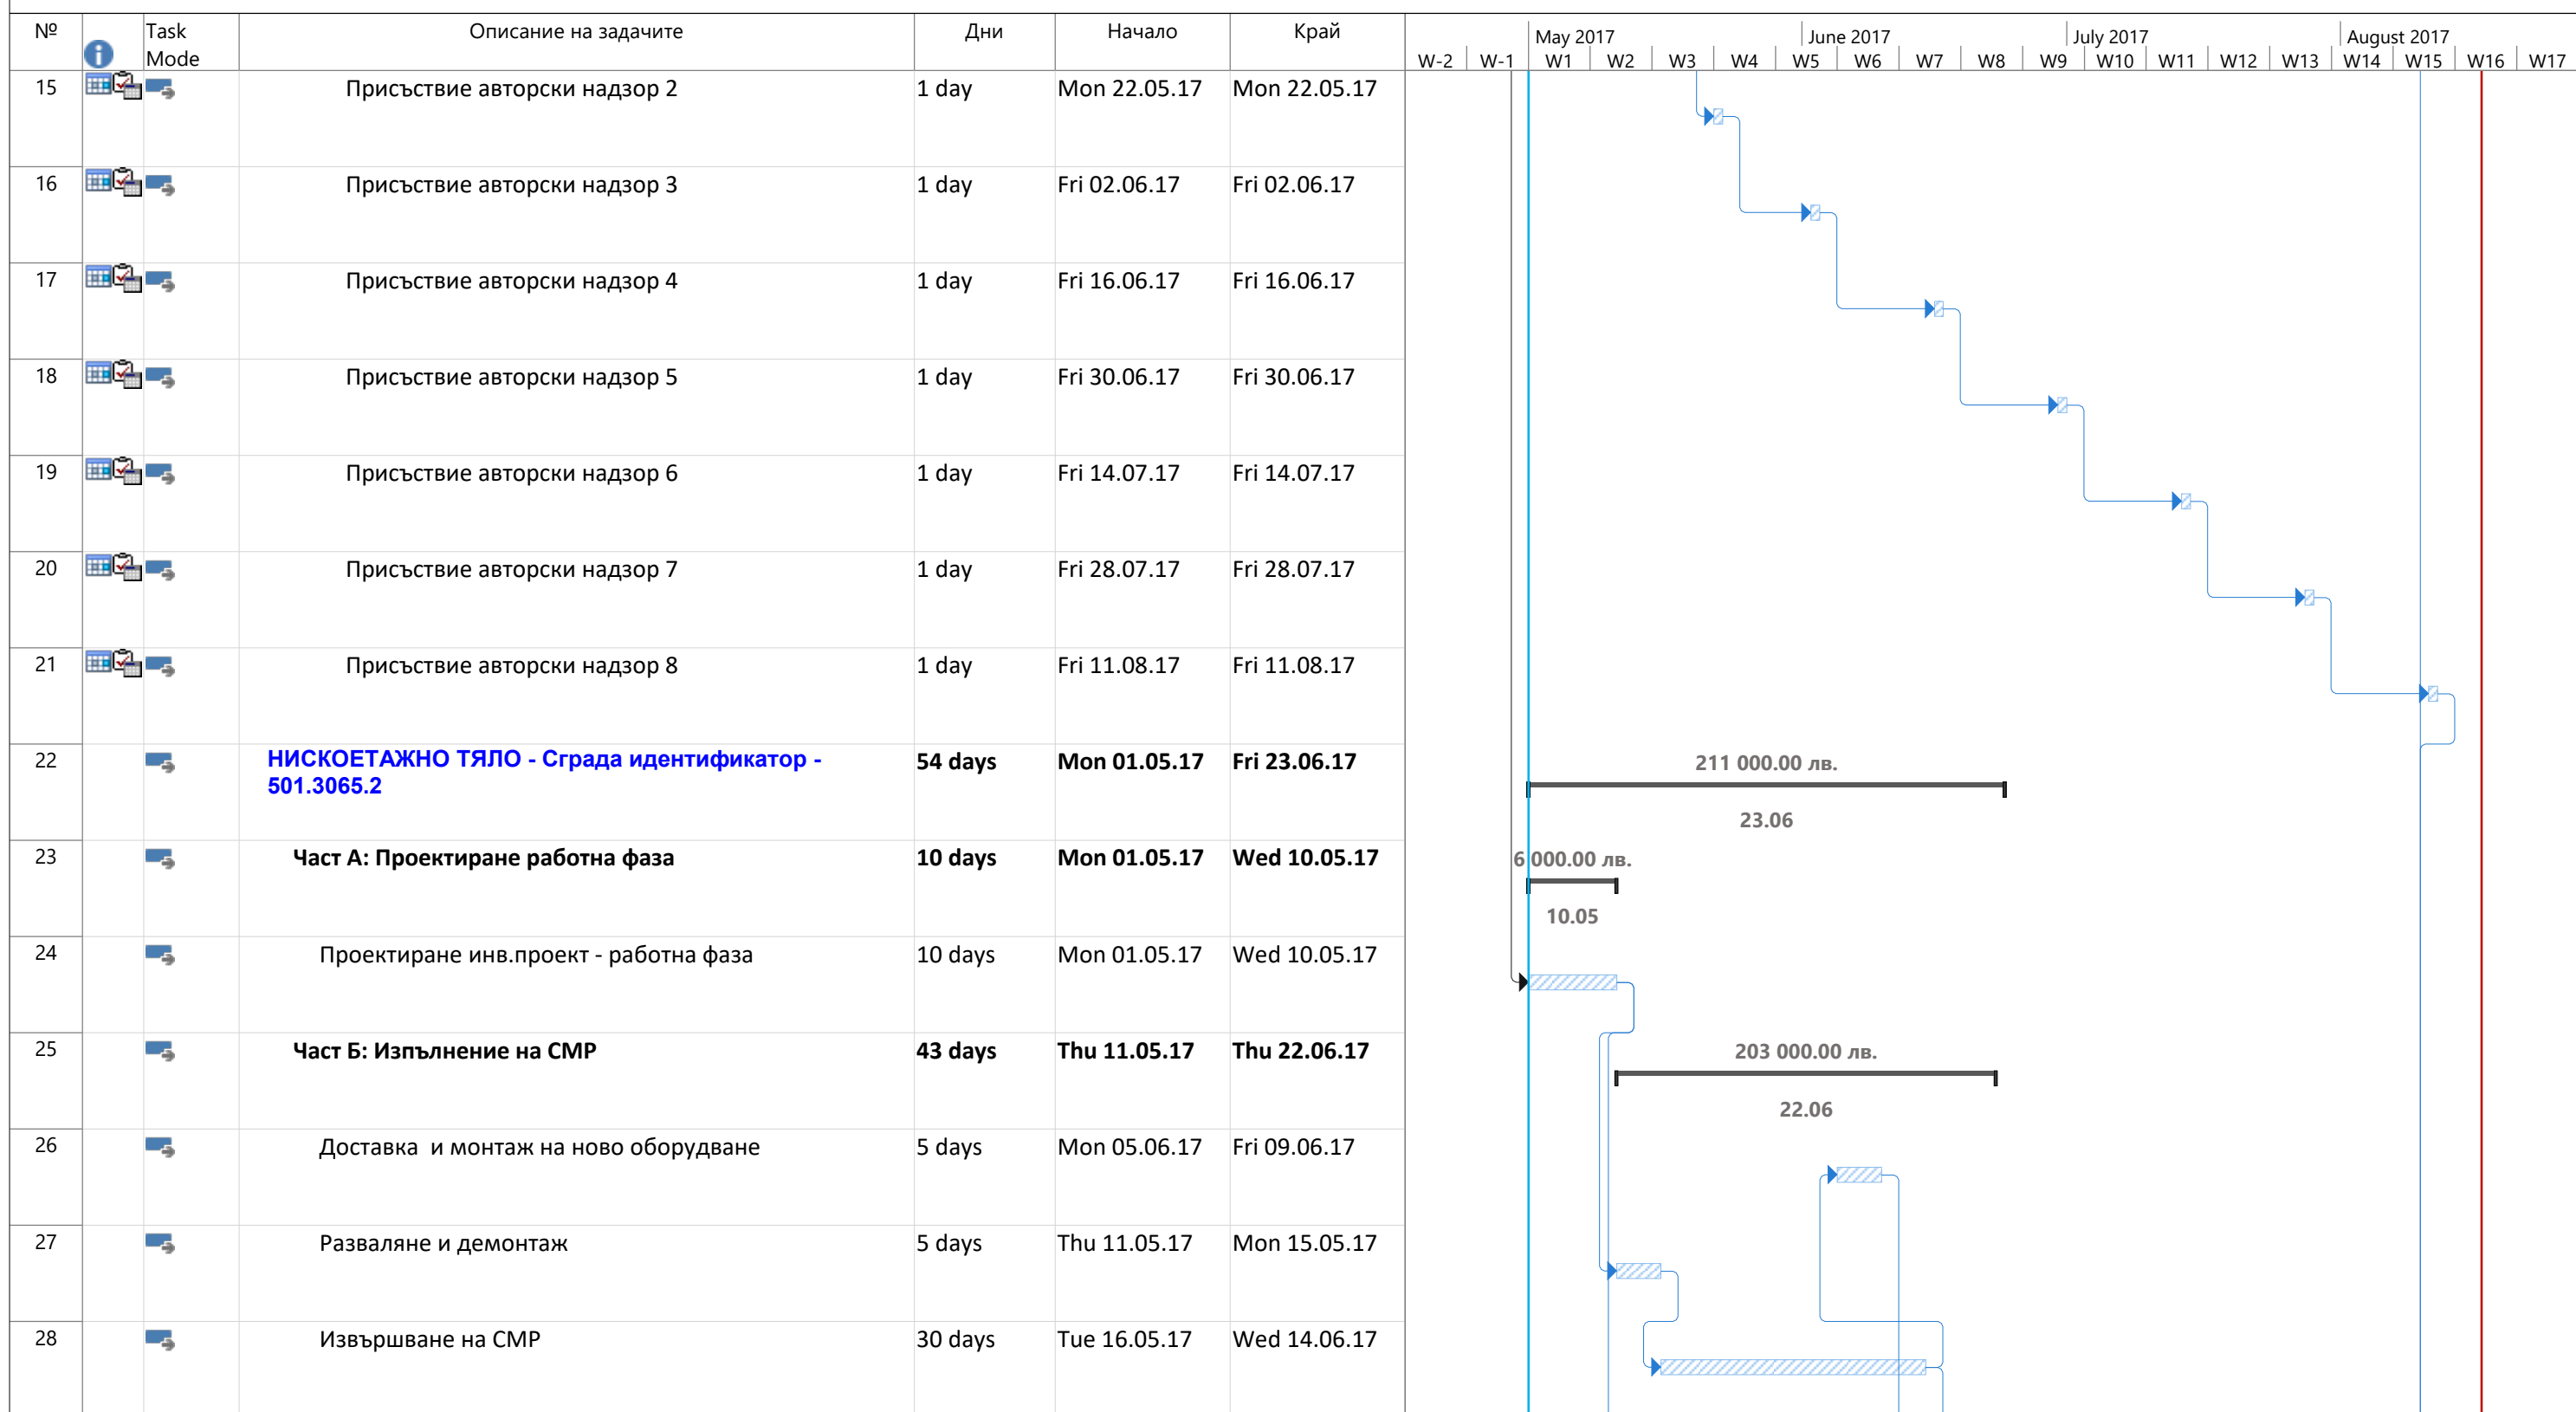 № Task Mode Описание на задачите Дни Начало Край
May 2017 June 2017 July 2017 August 2017
W-2 W-1 W1 W2 W3 W4 W5 W6 W7 W8 W9 W10 W11 W12 W13 W14 W15 W16 W17
15 Присъствие авторски надзор 2 1 day Mon 22.05.17 Mon 22.05.17
16 Присъствие авторски надзор 3 1 day Fri 02.06.17 Fri 02.06.17
17 Присъствие авторски надзор 4 1 day Fri 16.06.17 Fri 16.06.17
18 Присъствие авторски надзор 5 1 day Fri 30.06.17 Fri 30.06.17
19 Присъствие авторски надзор 6 1 day Fri 14.07.17 Fri 14.07.17
20 Присъствие авторски надзор 7 1 day Fri 28.07.17 Fri 28.07.17
21 Присъствие авторски надзор 8 1 day Fri 11.08.17 Fri 11.08.17
22 НИСКОЕТАЖНО ТЯЛО - Сграда идентификатор - 54 days Mon 01.05.17 Fri 23.06.17 211 000.00 лв.
501.3065.2
23.06
23 Част А: Проектиране работна фаза 10 days Mon 01.05.17 Wed 10.05.17 6 000.00 лв.
10.05
24 Проектиране инв.проект - работна фаза 10 days Mon 01.05.17 Wed 10.05.17
25 Част Б: Изпълнение на СМР 43 days Thu 11.05.17 Thu 22.06.17 203 000.00 лв.
22.06
26 Доставка и монтаж на ново оборудване 5 days Mon 05.06.17 Fri 09.06.17
27 Разваляне и демонтаж 5 days Thu 11.05.17 Mon 15.05.17
28 Извършване на СМР 30 days Tue 16.05.17 Wed 14.06.17